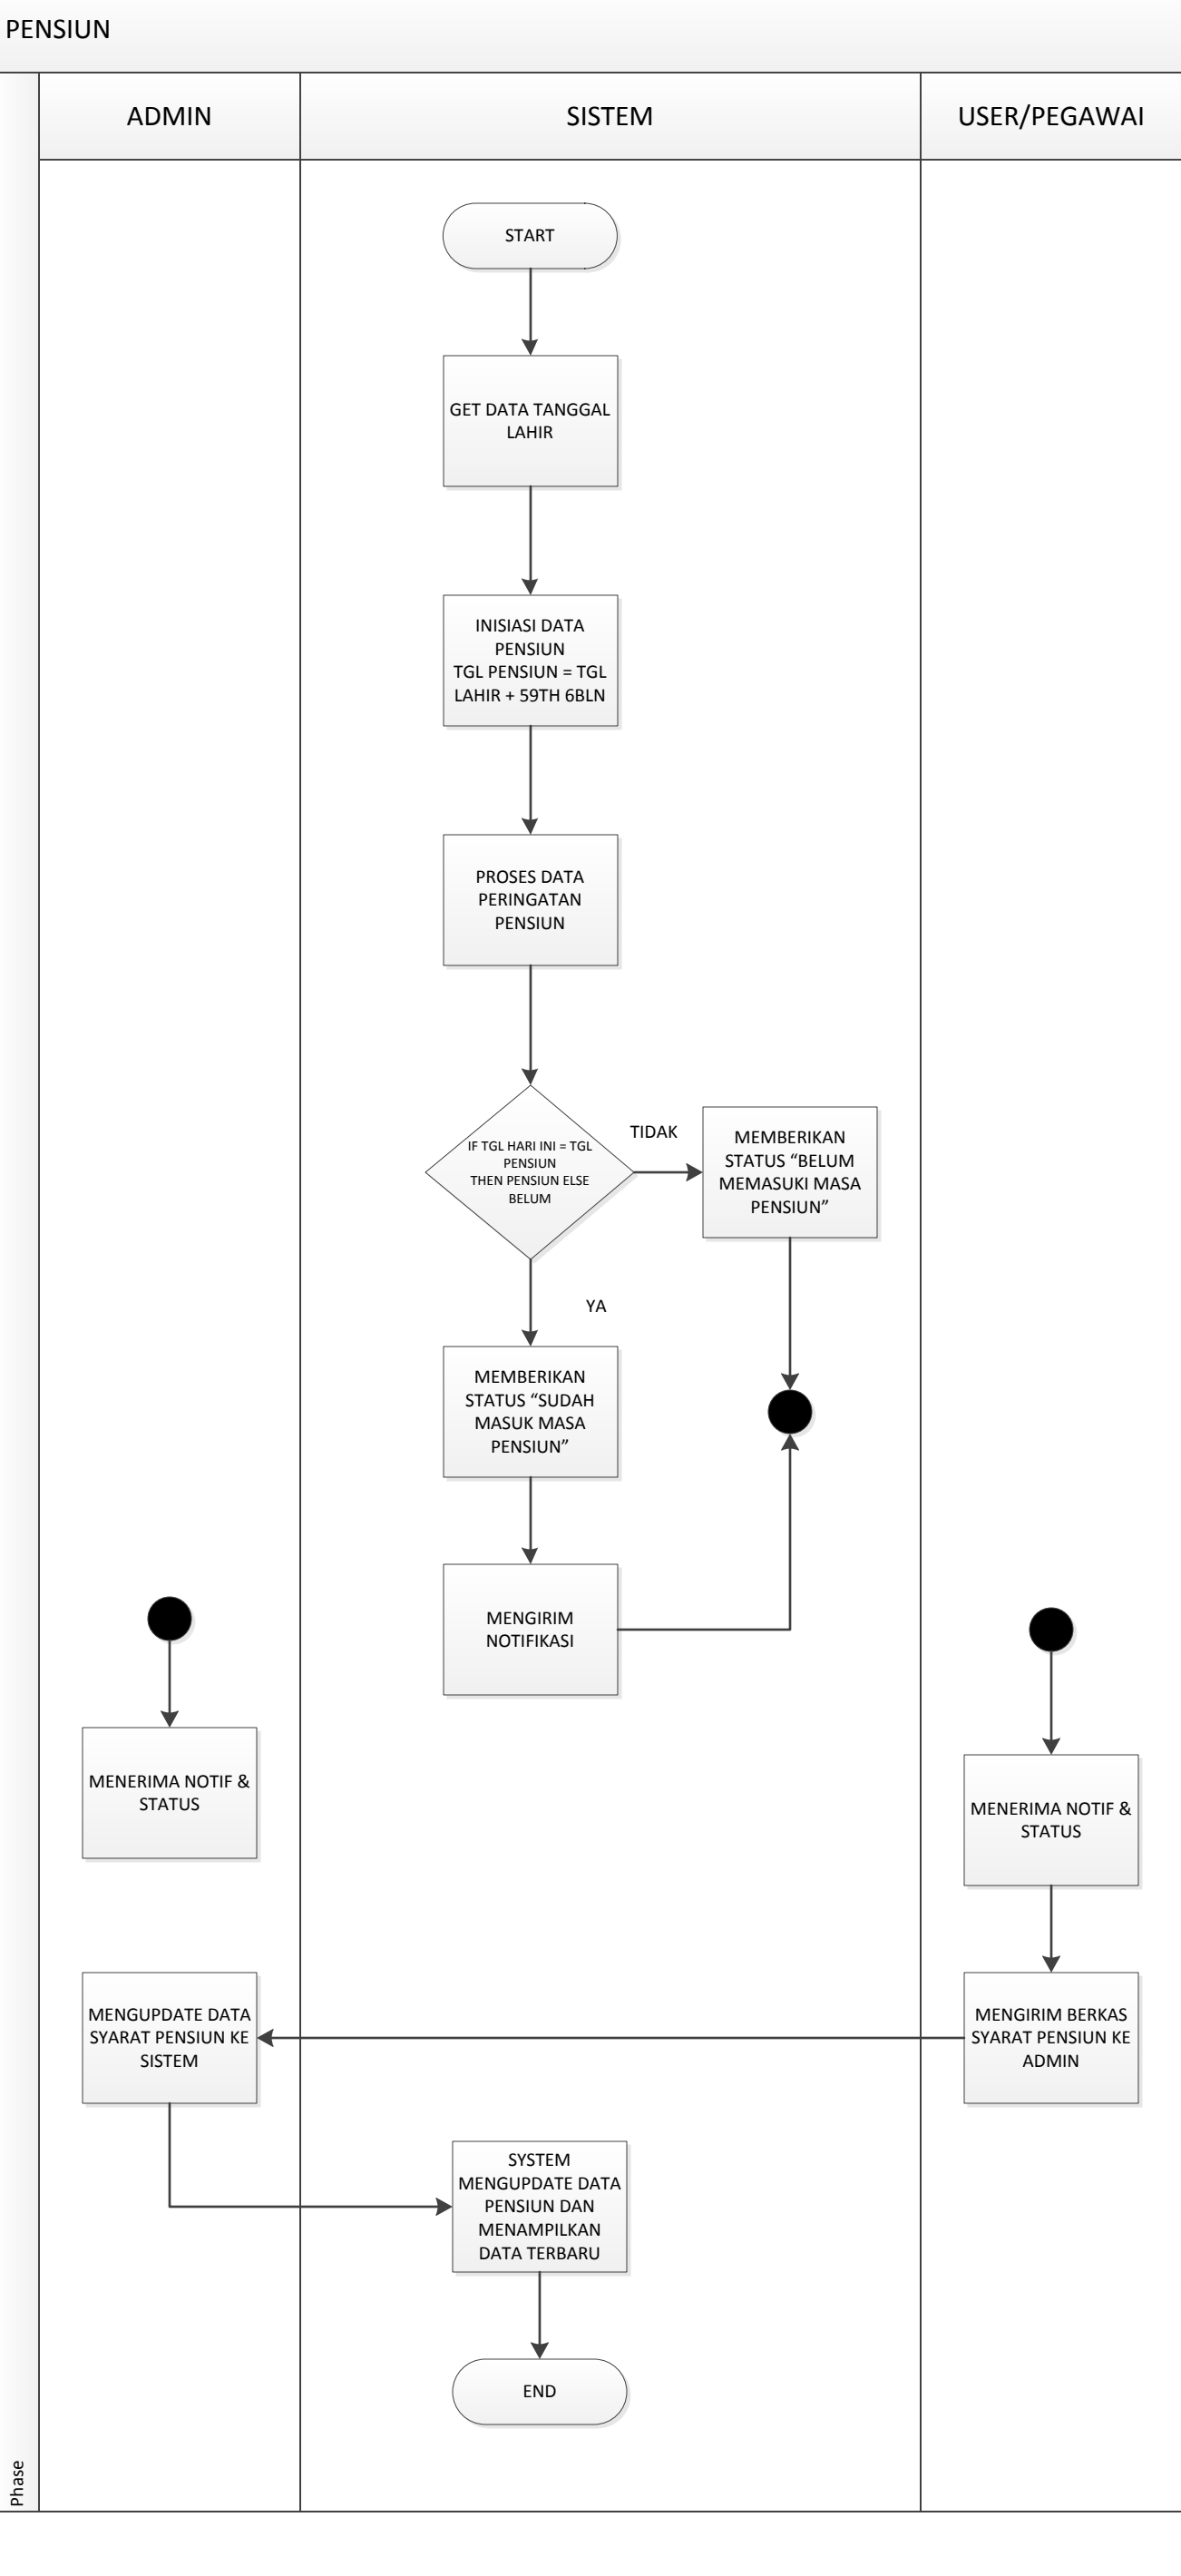 PENSIUN
ADMIN
SISTEM
USER/PEGAWAI
START
GET DATA TANGGAL
LAHIR
INISIASI DATA
PENSIUN
TGL PENSIUN = TGL
LAHIR + 59TH 6BLN
PROSES DATA
PERINGATAN
PENSIUN
IF TGL HARI INI = TGL
PENSIUN
THEN PENSIUN ELSE
BELUM
TIDAK
MEMBERIKAN
STATUS “BELUM
MEMASUKI MASA
PENSIUN”
YA
MEMBERIKAN
STATUS “SUDAH
MASUK MASA
PENSIUN”
MENGIRIM
NOTIFIKASI
MENERIMA NOTIF &
STATUS
MENERIMA NOTIF &
STATUS
MENGUPDATE DATA
SYARAT PENSIUN KE
SISTEM
MENGIRIM BERKAS
SYARAT PENSIUN KE
ADMIN
SYSTEM
MENGUPDATE DATA
PENSIUN DAN
MENAMPILKAN
DATA TERBARU
END
Phase